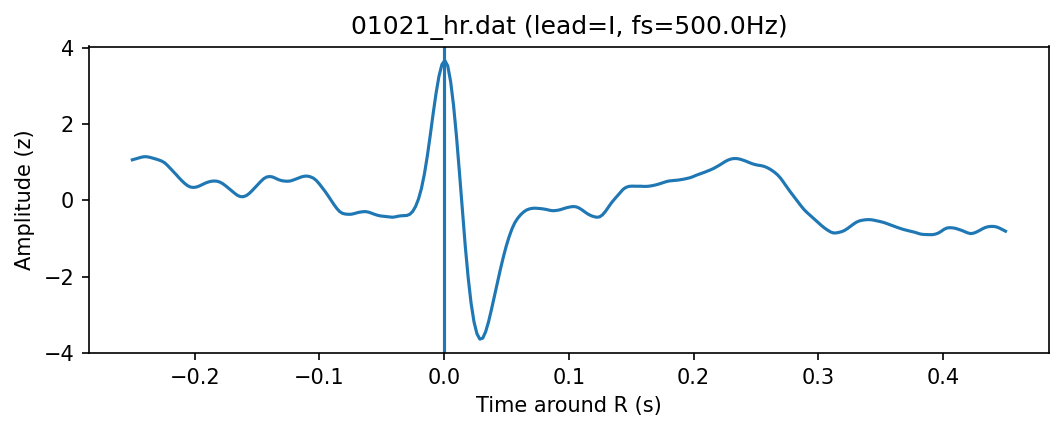 01021_hr.dat (lead=I, fs=500.0Hz)
Amplitude (z)
4
2
0
−2
−4
−0.2 −0.1 0.0 0.1 0.2 0.3 0.4
Time around R (s)